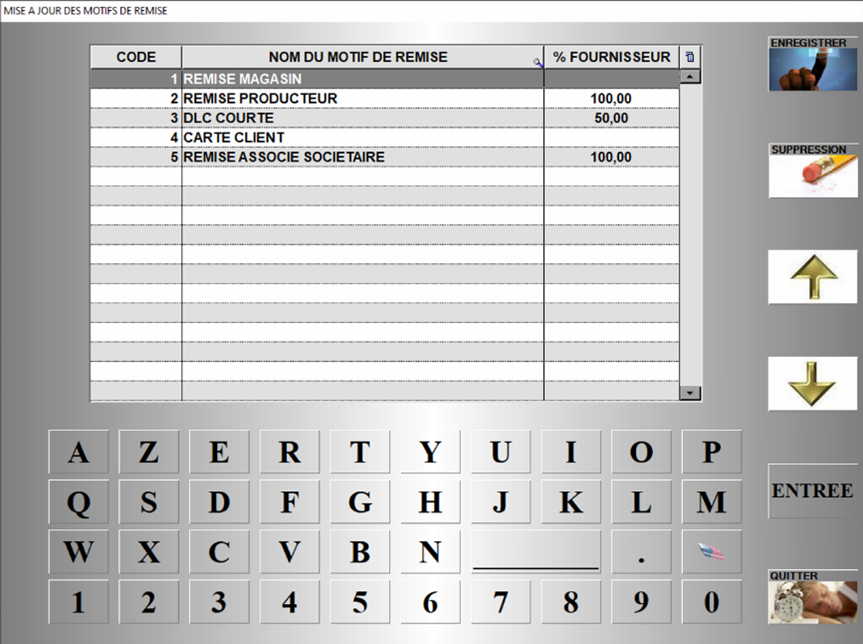 MISE A JOUR DES MOTIFS DE REMISE
CODE NOM DU MOTIF DE REMISE % FOURNISSEUR
1 REMISE MAGASIN
2 REMISE PRODUCTEUR 100,00
3 DLC COURTE 50,00
4 CARTE CLIENT
5 REMISE ASSOCIE SOCIETAIRE 100,00
ENREGISTRER
SUPPRESSION
A Z E R T Y U I O P
Q S D F G H J K L M
ENTREE
W X C V B N .
1 2 3 4 5 6 7 8 9 0
QUITTER